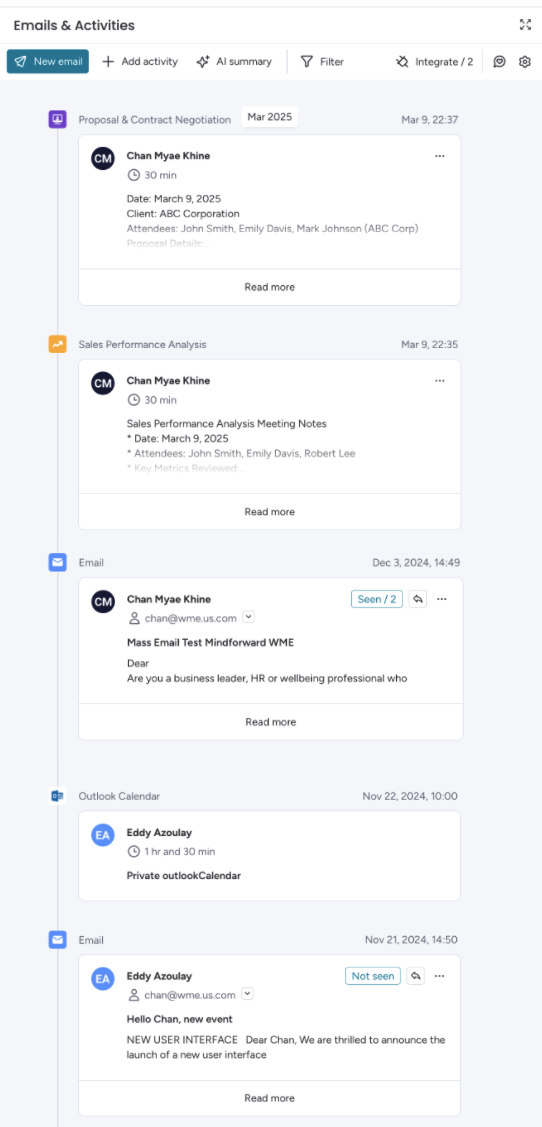 Emails & Activities
New email
Add activity
AI summary
Filter
Integrate / 2
Proposal & Contract Negotiation
Mar 2025
Mar 9, 22:37
CM
Chan Myae Khine
...
30 min
Date: March 9, 2025
Client: ABC Corporation
Attendees: John Smith, Emily Davis, Mark Johnson (ABC Corp)
Proposal Details:...
Read more
Sales Performance Analysis
Mar 9, 22:35
CM
Chan Myae Khine
...
30 min
Sales Performance Analysis Meeting Notes
* Date: March 9, 2025
* Attendees: John Smith, Emily Davis, Robert Lee
* Key Metrics Reviewed:...
Read more
Email
Dec 3, 2024, 14:49
CM
Chan Myae Khine
Seen / 2
...
chan@wme.us.com
Mass Email Test Mindforward WME
Dear
Are you a business leader, HR or wellbeing professional who
Read more
Outlook Calendar
Nov 22, 2024, 10:00
EA
Eddy Azoulay
1 hr and 30 min
Private outlookCalendar
Email
Nov 21, 2024, 14:50
EA
Eddy Azoulay
Not seen
...
chan@wme.us.com
Hello Chan, new event
NEW USER INTERFACE Dear Chan, We are thrilled to announce the
launch of a new user interface
Read more